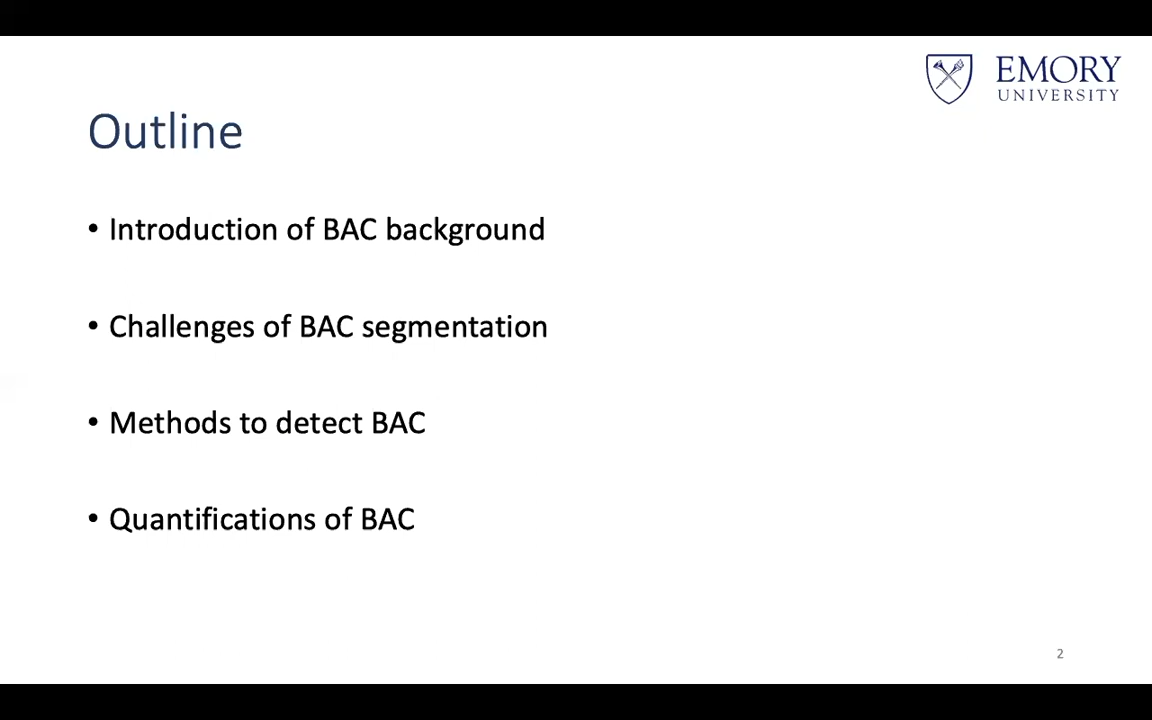 EMORY
UNIVERSITY
Outline
• Introduction of BAC background
• Challenges of BAC segmentation
• Methods to detect BAC
• Quantifications of BAC
2